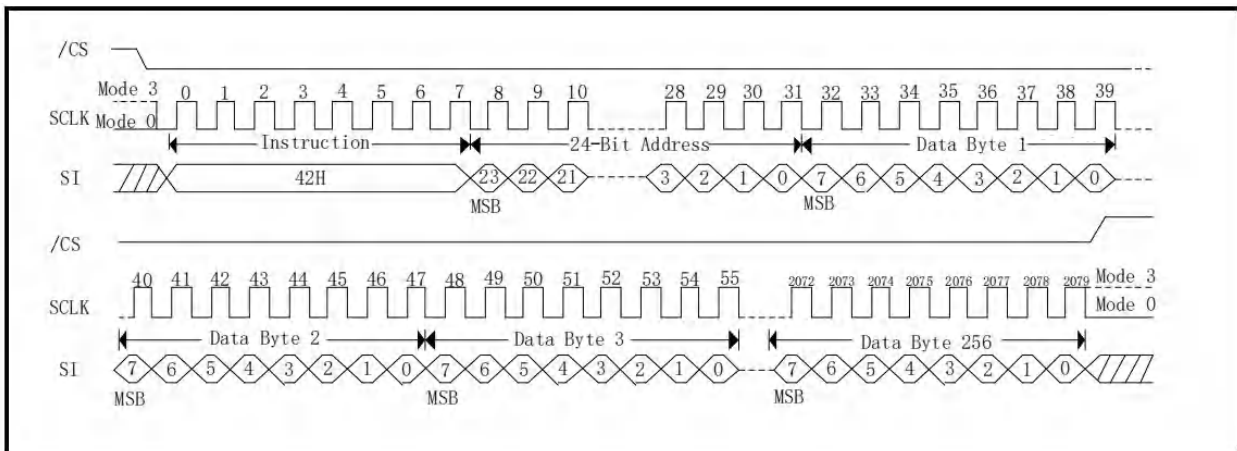 /CS
Mode 3 0 1 2 3 4 5 6 7 8 9 10 28 29 30 31 32 33 34 35 36 37 38 39
SCLK Mode 0
Instruction 24-Bit Address Data Byte 1
SI 42H 23 22 21 3 2 1 0 7 6 5 4 3 2 1 0
MSB MSB
/CS
40 41 42 43 44 45 46 47 48 49 50 51 52 53 54 55 2072 2073 2074 2075 2076 2077 2078 2079 Mode 3
SCLK Mode 0
Data Byte 2 Data Byte 3 Data Byte 256
SI 7 6 5 4 3 2 1 0 7 6 5 4 3 2 1 0 7 6 5 4 3 2 1 0
MSB MSB MSB